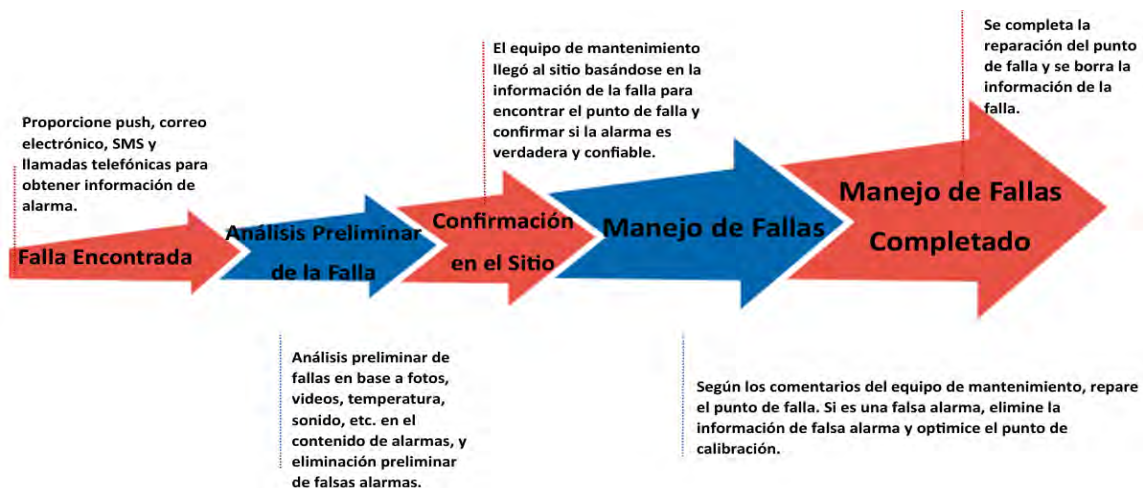 Proporcione push, correo
electrónico, SMS y
llamadas telefónicas para
obtener información de
alarma.
Falla Encontrada
Análisis Preliminar
de la Falla
Análisis preliminar de
fallas en base a fotos,
videos, temperatura,
sonido, etc. en el
contenido de alarmas, y
eliminación preliminar
de falsas alarmas.
El equipo de mantenimiento
llegó al sitio basándose en la
información de la falla para
encontrar el punto de falla y
confirmar si la alarma es
verdadera y confiable.
Confirmación
en el Sitio
Manejo de Fallas
Según los comentarios del equipo de mantenimiento, repare
el punto de falla. Si es una falsa alarma, elimine la
información de falsa alarma y optimice el punto de
calibración.
Se completa la
reparación del punto
de falla y se borra la
información de la
falla.
Manejo de Fallas
Completado